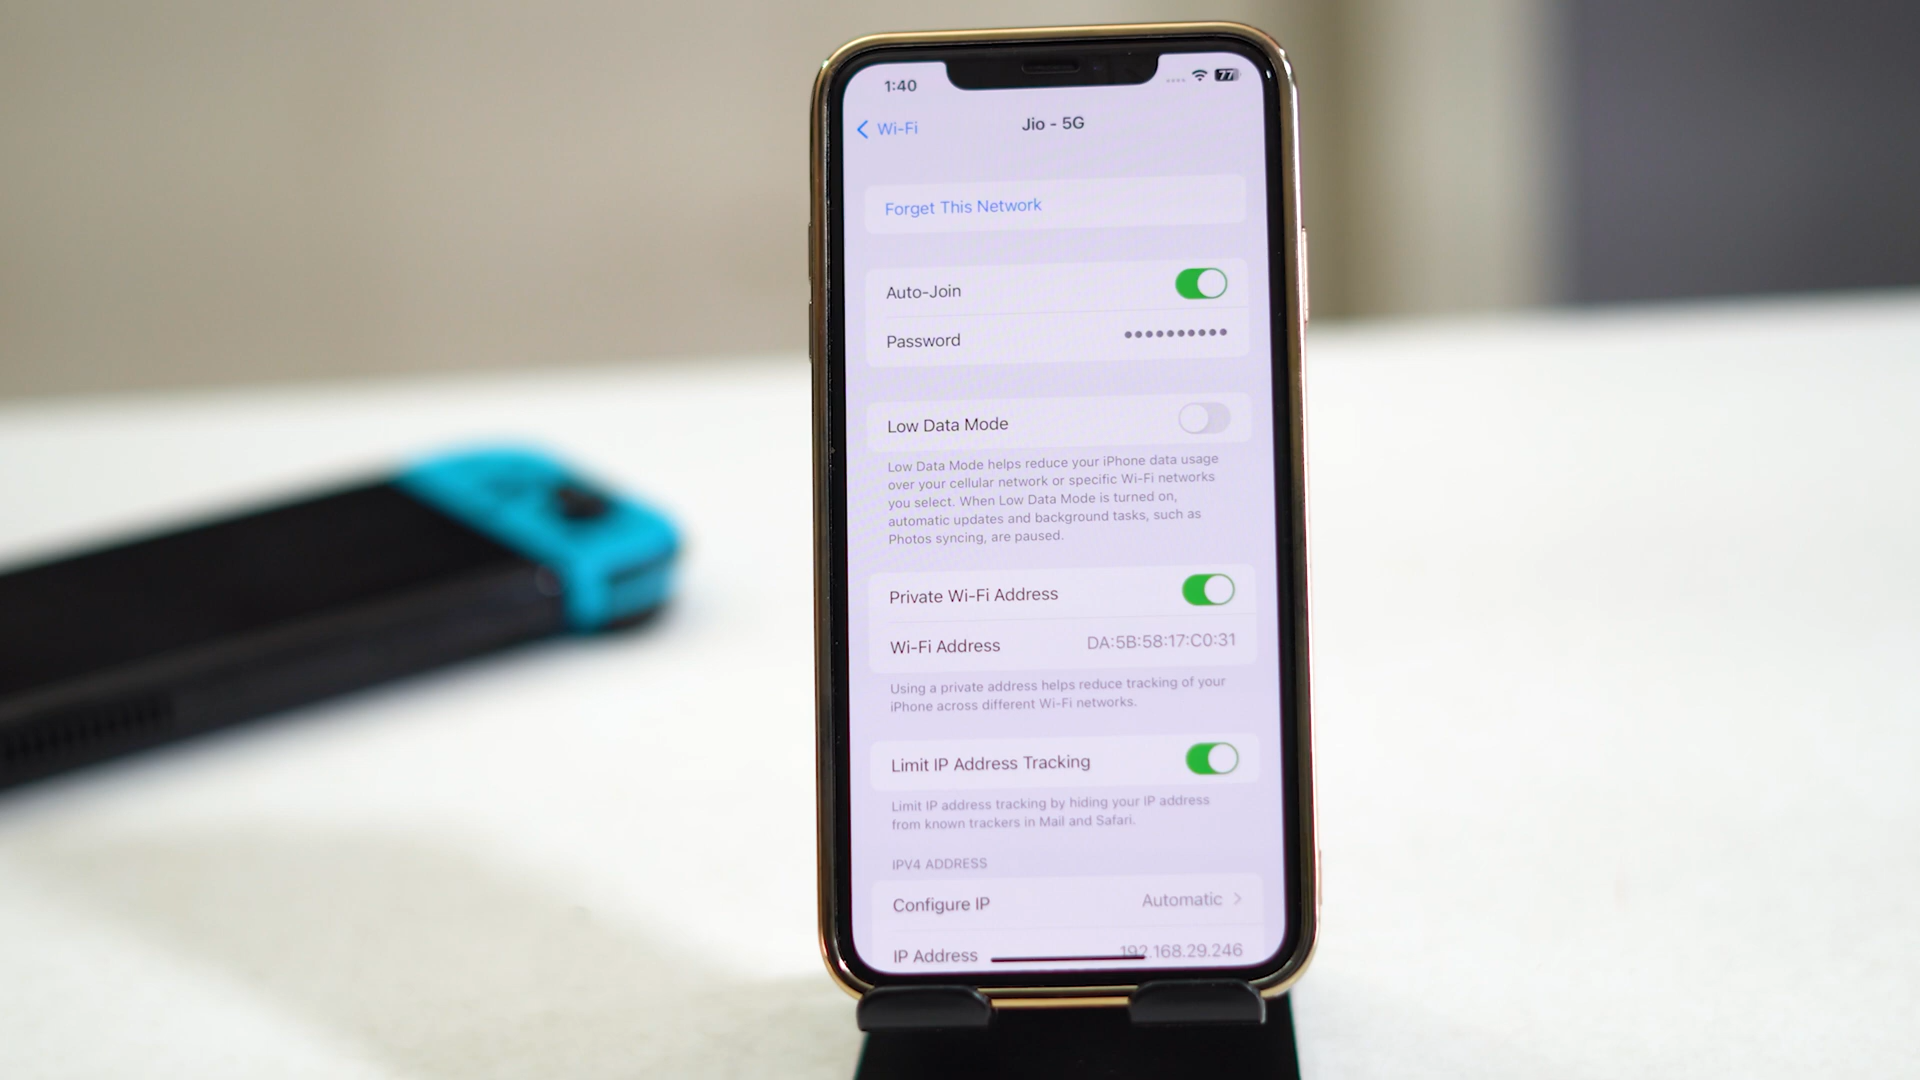 1:40
77
Wi-Fi
Jio - 5G
Forget This Network
Auto-Join
Password ••••••••••
Low Data Mode
Low Data Mode helps reduce your iPhone data usage
over your cellular network or specific Wi-Fi networks
you select. When Low Data Mode is turned on,
automatic updates and background tasks, such as
Photos syncing, are paused.
Private Wi-Fi Address
Wi-Fi Address DA:5B:58:17:C0:31
Using a private address helps reduce tracking of your
iPhone across different Wi-Fi networks.
Limit IP Address Tracking
Limit IP address tracking by hiding your IP address
from known trackers in Mail and Safari.
IPV4 ADDRESS
Configure IP Automatic
IP Address 192.168.29.246